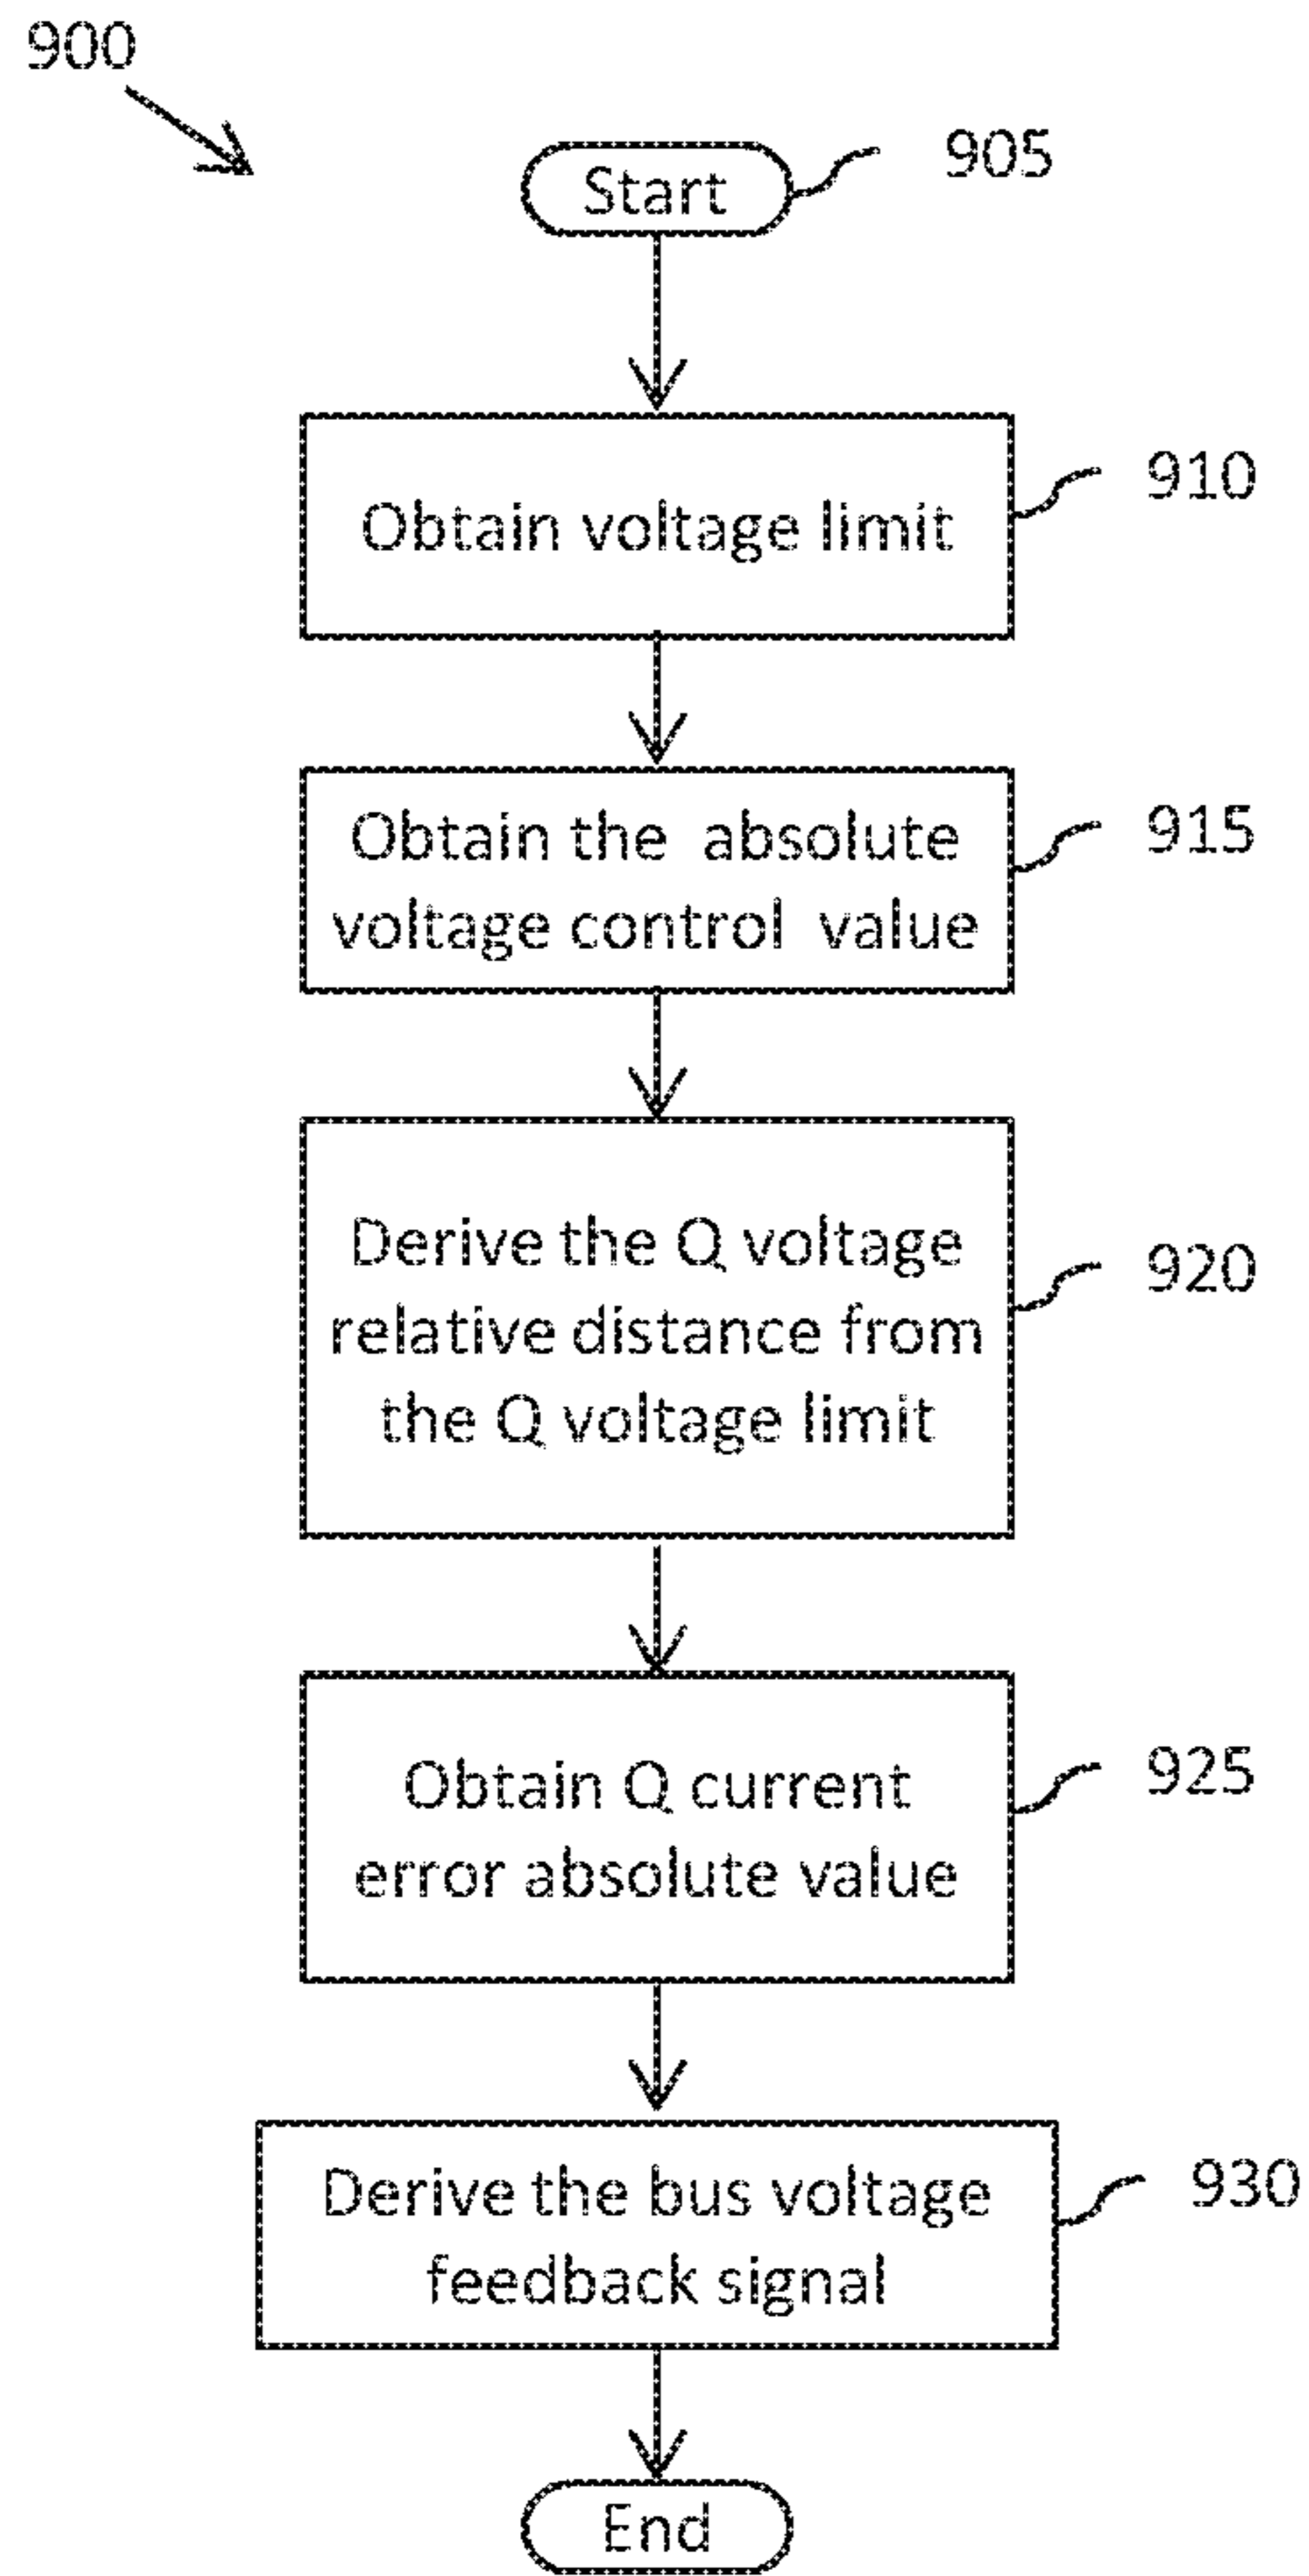 900
Start
905
Obtain voltage limit
910
Obtain the absolute
voltage control value
915
Derive the Q voltage
relative distance from
the Q voltage limit
920
Obtain Q current
error absolute value
925
Derive the bus voltage
feedback signal
930
End